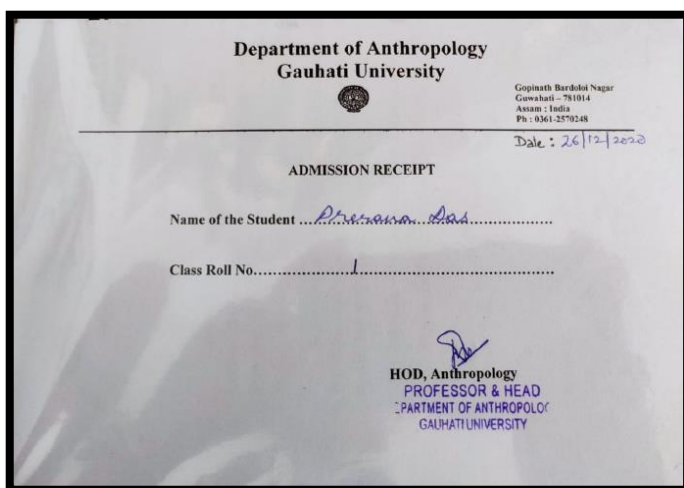 Department of Anthropology
Gauhati University
Gopinath Bardoloi Nagar
Guwahati – 781014
Assam : India
Ph : 0361-2570248
Date : 26/12/2020
ADMISSION RECEIPT
Name of the Student ...Prerana Das...................
Class Roll No......................1............................................
HOD, Anthropology
PROFESSOR & HEAD
EPARTMENT OF ANTHROPOLOG
GAUHATI UNIVERSITY